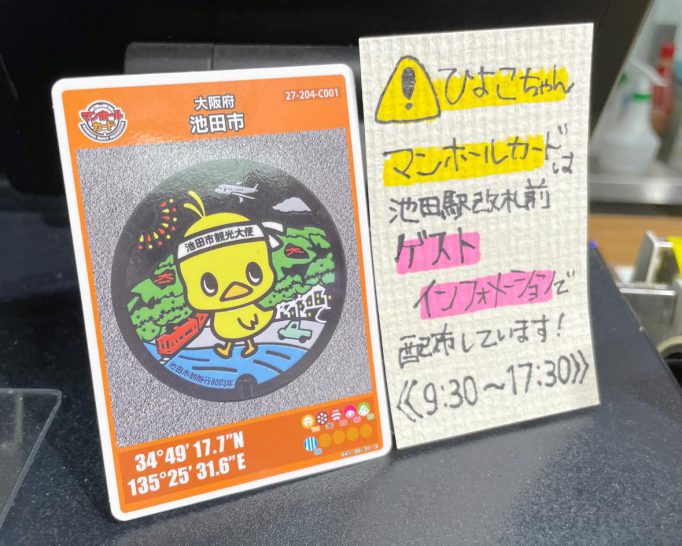 マンホール
カード
大阪府
池田市
27-204-C001
池田市観光大使
池田市制施行80周年
34°49'17.7"N
135°25'31.6"E
ひよこちゃん
マンホールカードは
池田駅改札前
ゲスト
インフォメーションで
配布しています!
《9:30～17:30》